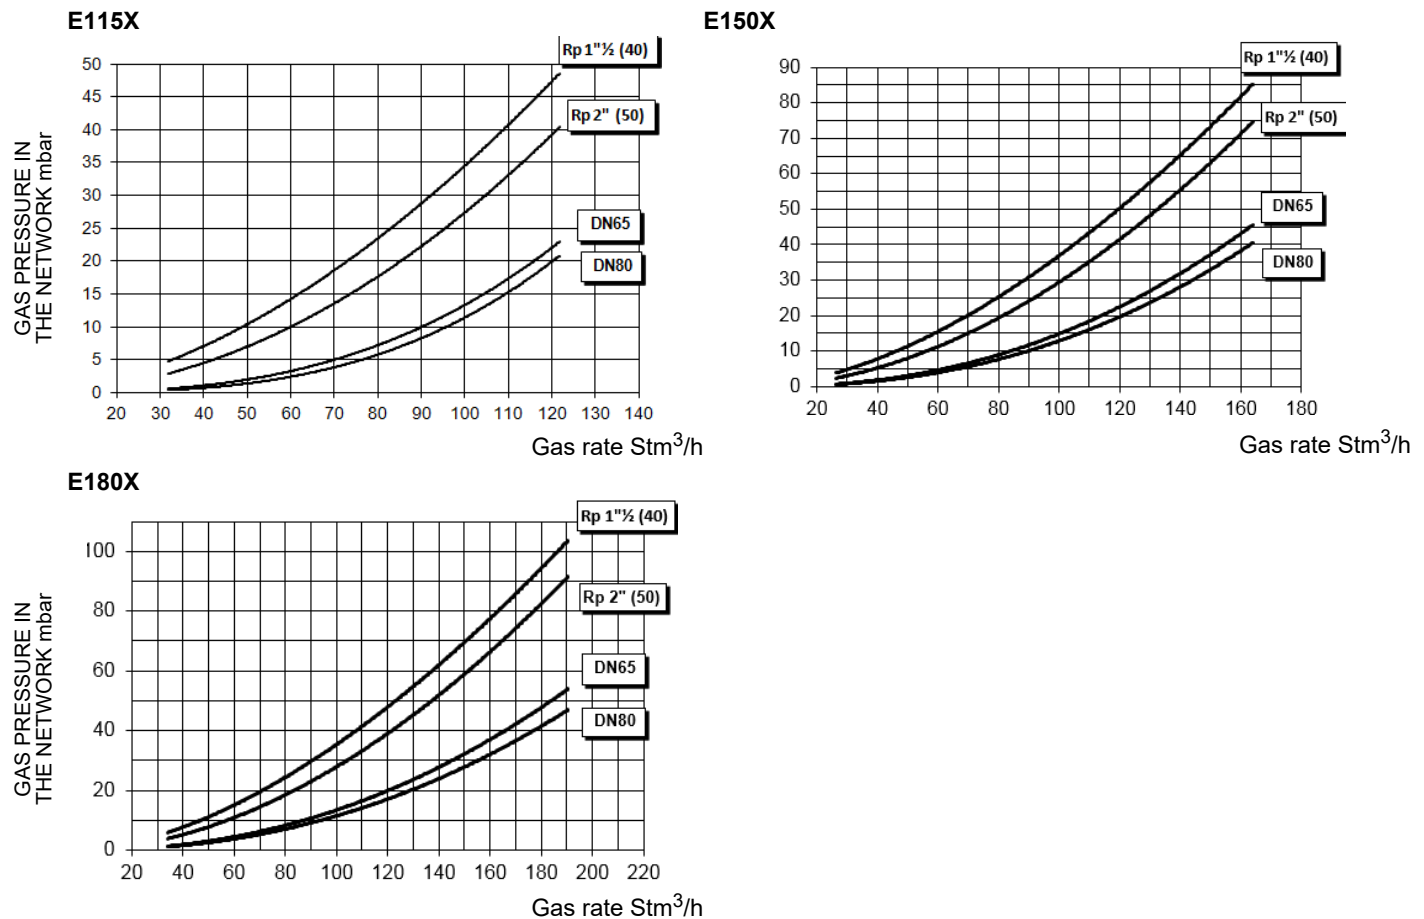 E115X
GAS PRESSURE IN
THE NETWORK mbar
50
45
40
35
30
25
20
15
10
5
0
20 30 40 50 60 70 80 90 100 110 120 130 140
Rp 1"½ (40)
Rp 2" (50)
DN65
DN80
Gas rate Stm³/h
E150X
90
80
70
60
50
40
30
20
10
0
20 40 60 80 100 120 140 160 180
Rp 1"½ (40)
Rp 2" (50)
DN65
DN80
Gas rate Stm³/h
E180X
GAS PRESSURE IN
THE NETWORK mbar
100
80
60
40
20
0
20 40 60 80 100 120 140 160 180 200 220
Rp 1"½ (40)
Rp 2" (50)
DN65
DN80
Gas rate Stm³/h